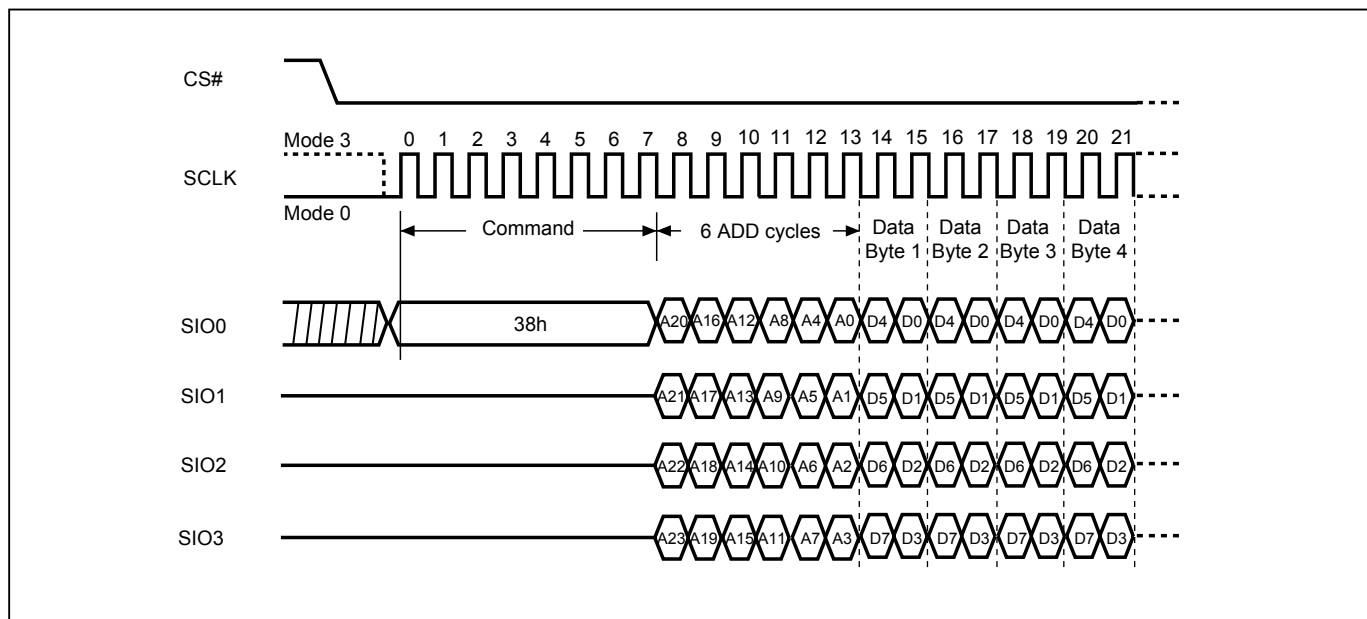 CS#
Mode 3
0 1 2 3 4 5 6 7 8 9 10 11 12 13 14 15 16 17 18 19 20 21
SCLK
Mode 0
Command
6 ADD cycles
Data Byte 1
Data Byte 2
Data Byte 3
Data Byte 4
SIO0
38h
A20 A16 A12 A8 A4 A0 D4 D0 D4 D0 D4 D0 D4 D0
SIO1
A21 A17 A13 A9 A5 A1 D5 D1 D5 D1 D5 D1 D5 D1
SIO2
A22 A18 A14 A10 A6 A2 D6 D2 D6 D2 D6 D2 D6 D2
SIO3
A23 A19 A15 A11 A7 A3 D7 D3 D7 D3 D7 D3 D7 D3